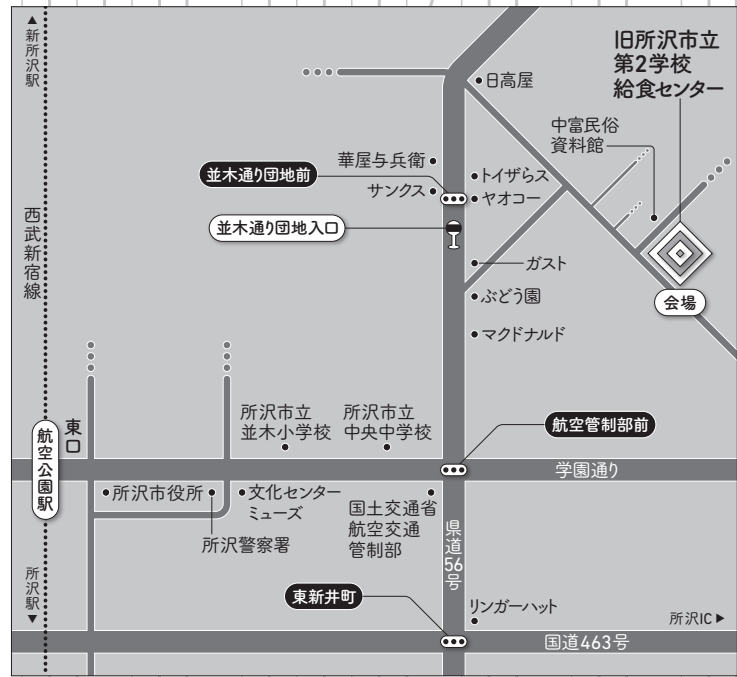 ▲新所沢駅
旧所沢市立
第2学校
給食センター
日高屋
中富民俗
資料館
華屋与兵衛
並木通り団地前
トイザらス
サンクス
ヤオコー
並木通り団地入口
西武新宿線
ガスト
ぶどう園
会場
マクドナルド
東口
所沢市立
並木小学校
所沢市立
中央中学校
航空管制部前
航空公園駅
学園通り
所沢市役所
文化センター
ミューズ
国土交通省
航空交通
管制部
所沢警察署
県道56号
所沢駅▼
東新井町
リンガーハット
所沢IC▶
国道463号